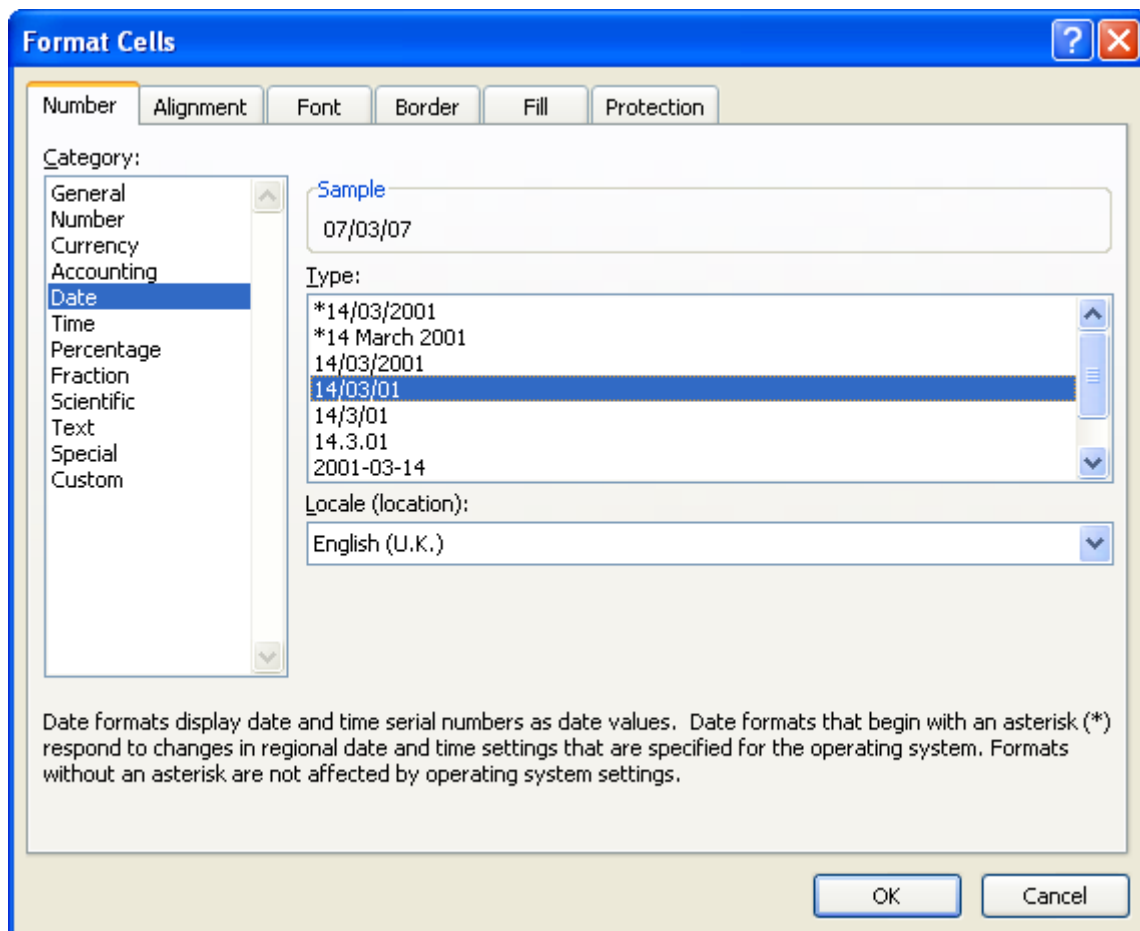 Format Cells
Number Alignment Font Border Fill Protection
Category:
General
Number
Currency
Accounting
Date
Time
Percentage
Fraction
Scientific
Text
Special
Custom
Sample
07/03/07
Type:
*14/03/2001
*14 March 2001
14/03/2001
14/03/01
14/3/01
14.3.01
2001-03-14
Locale (location):
English (U.K.)
Date formats display date and time serial numbers as date values.  Date formats that begin with an asterisk (*)
respond to changes in regional date and time settings that are specified for the operating system. Formats
without an asterisk are not affected by operating system settings.
OK Cancel